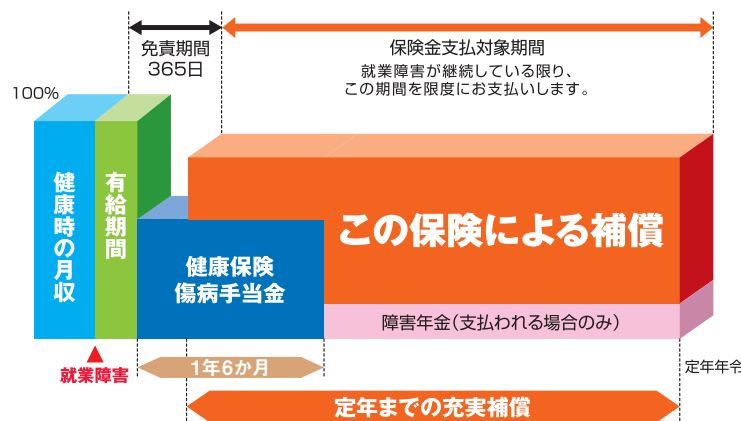 免責期間
365日
保険金支払対象期間
就業障害が継続している限り、
この期間を限度にお支払いします。
100%
健康時の月収
有給期間
この保険による補償
健康保険
傷病手当金
障害年金(支払われる場合のみ)
1年6か月
定年年令
就業障害
定年までの充実補償